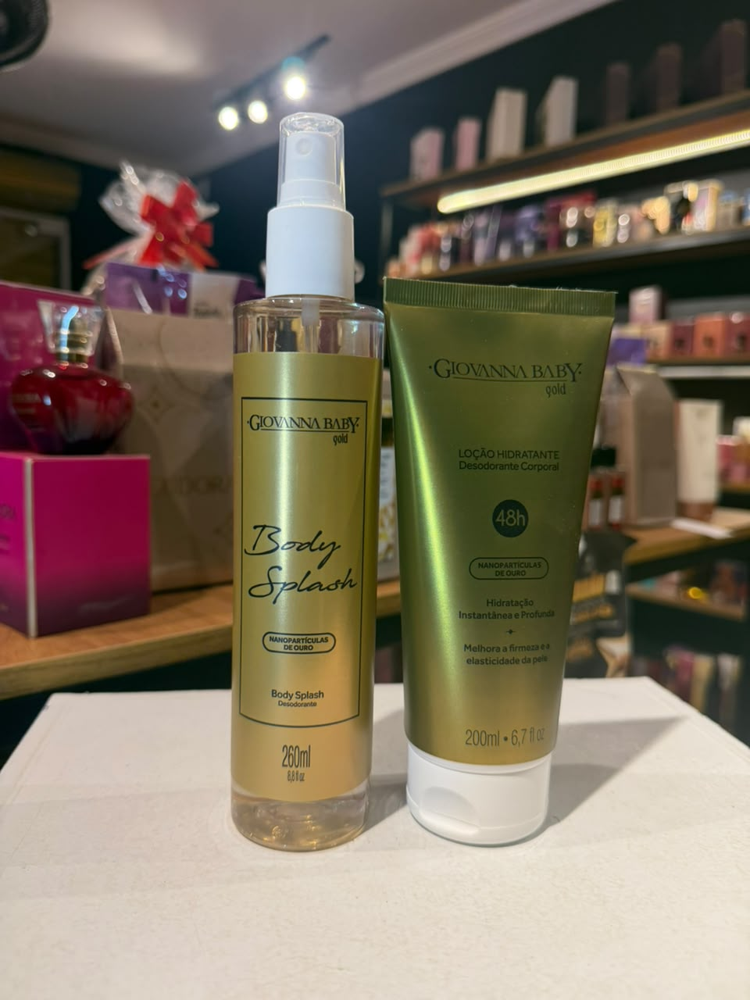 GIOVANNA BABY
gold
Body
Splash
NANOPARTÍCULAS
DE OURO
Body Splash
Desodorante
260ml
8,8 fl oz
GIOVANNA BABY
gold
LOÇÃO HIDRATANTE
Desodorante Corporal
48h
NANOPARTÍCULAS
DE OURO
Hidratação
Instantânea e Profunda
Melhora a firmeza e a
elasticidade da pele
200ml • 6,7 fl oz